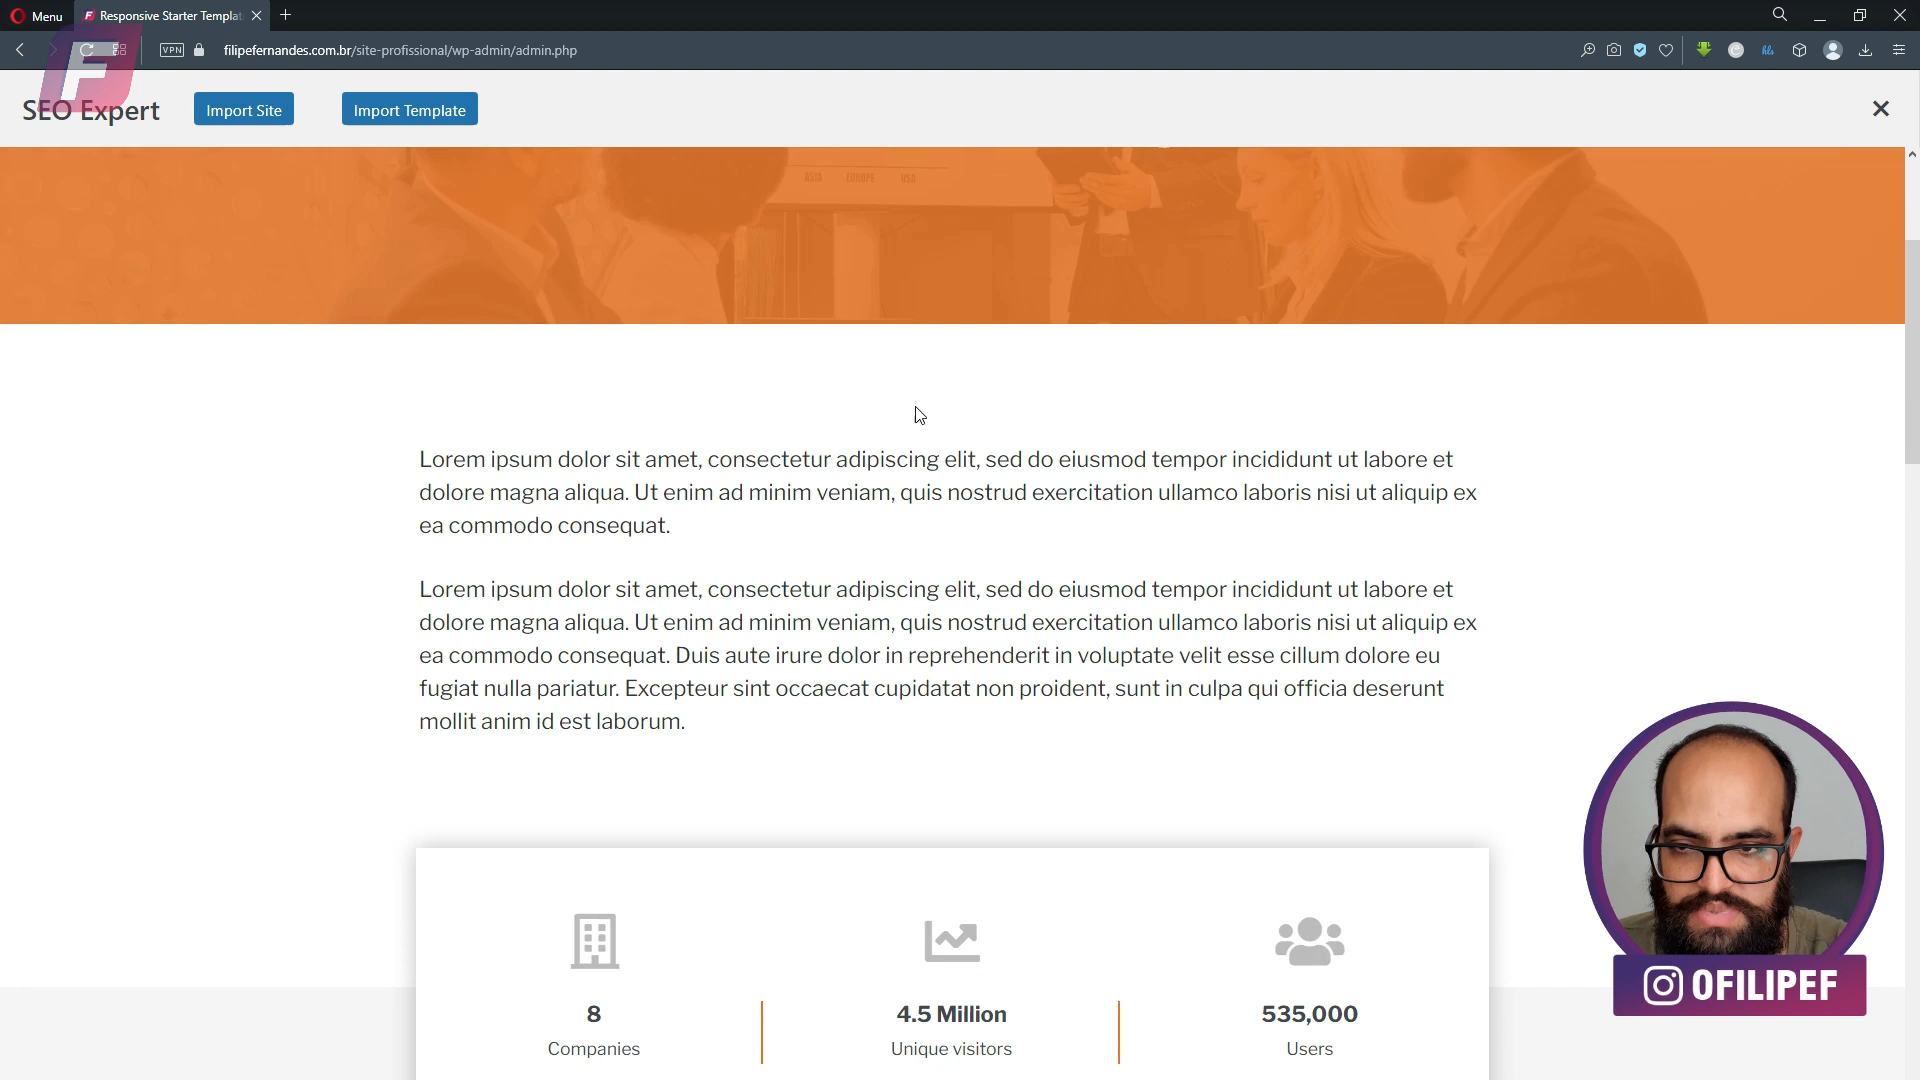 Menu
Responsive Starter Templat
VPN
filipefernandes.com.br/site-profissional/wp-admin/admin.php
hls
F
SEO Expert
Import Site
Import Template
ASIA EUROPE USA
Lorem ipsum dolor sit amet, consectetur adipiscing elit, sed do eiusmod tempor incididunt ut labore et
dolore magna aliqua. Ut enim ad minim veniam, quis nostrud exercitation ullamco laboris nisi ut aliquip ex
ea commodo consequat.
Lorem ipsum dolor sit amet, consectetur adipiscing elit, sed do eiusmod tempor incididunt ut labore et
dolore magna aliqua. Ut enim ad minim veniam, quis nostrud exercitation ullamco laboris nisi ut aliquip ex
ea commodo consequat. Duis aute irure dolor in reprehenderit in voluptate velit esse cillum dolore eu
fugiat nulla pariatur. Excepteur sint occaecat cupidatat non proident, sunt in culpa qui officia deserunt
mollit anim id est laborum.
8
Companies
4.5 Million
Unique visitors
535,000
Users
OFILIPEF